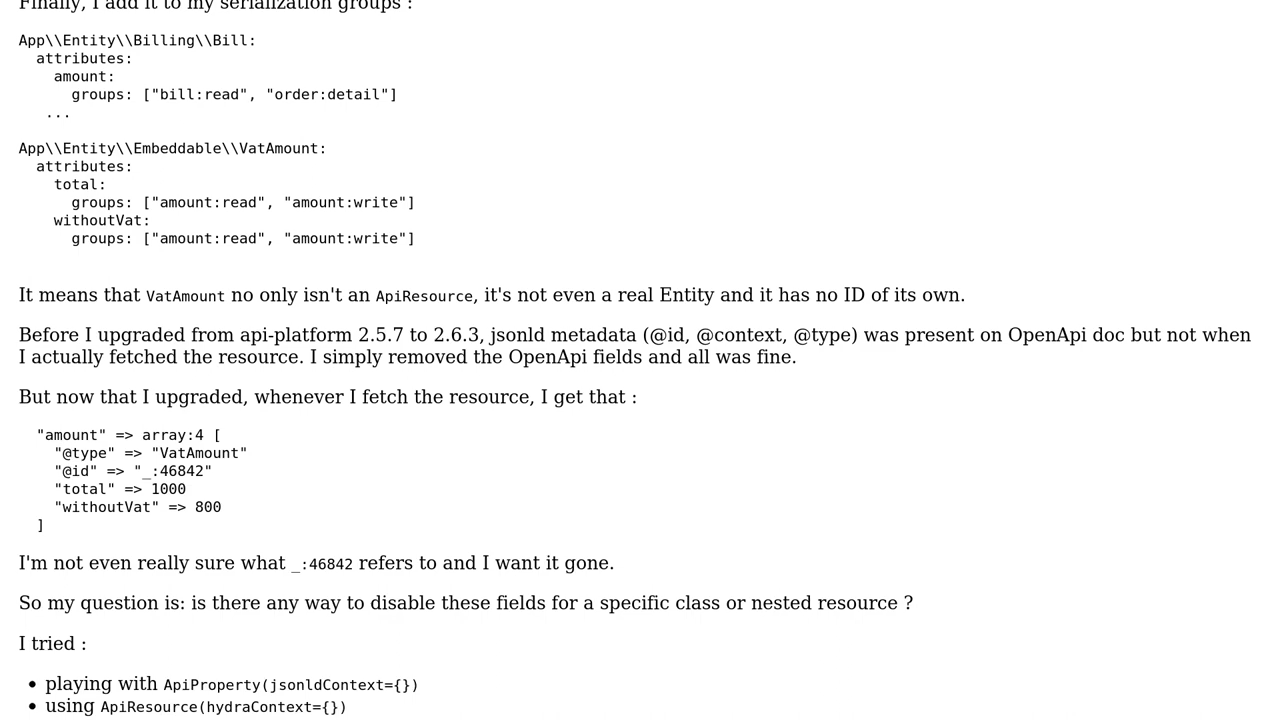 Finally, I add it to my serialization groups :
App\\Entity\\Billing\\Bill:
  attributes:
    amount:
      groups: ["bill:read", "order:detail"]
   ...
App\\Entity\\Embeddable\\VatAmount:
  attributes:
    total:
      groups: ["amount:read", "amount:write"]
    withoutVat:
      groups: ["amount:read", "amount:write"]
It means that VatAmount no only isn't an ApiResource, it's not even a real Entity and it has no ID of its own.
Before I upgraded from api-platform 2.5.7 to 2.6.3, jsonld metadata (@id, @context, @type) was present on OpenApi doc but not when
I actually fetched the resource. I simply removed the OpenApi fields and all was fine.
But now that I upgraded, whenever I fetch the resource, I get that :
  "amount" => array:4 [
    "@type" => "VatAmount"
    "@id" => "_:46842"
    "total" => 1000
    "withoutVat" => 800
  ]
I'm not even really sure what _:46842 refers to and I want it gone.
So my question is: is there any way to disable these fields for a specific class or nested resource ?
I tried :
• playing with ApiProperty(jsonldContext={})
• using ApiResource(hydraContext={})